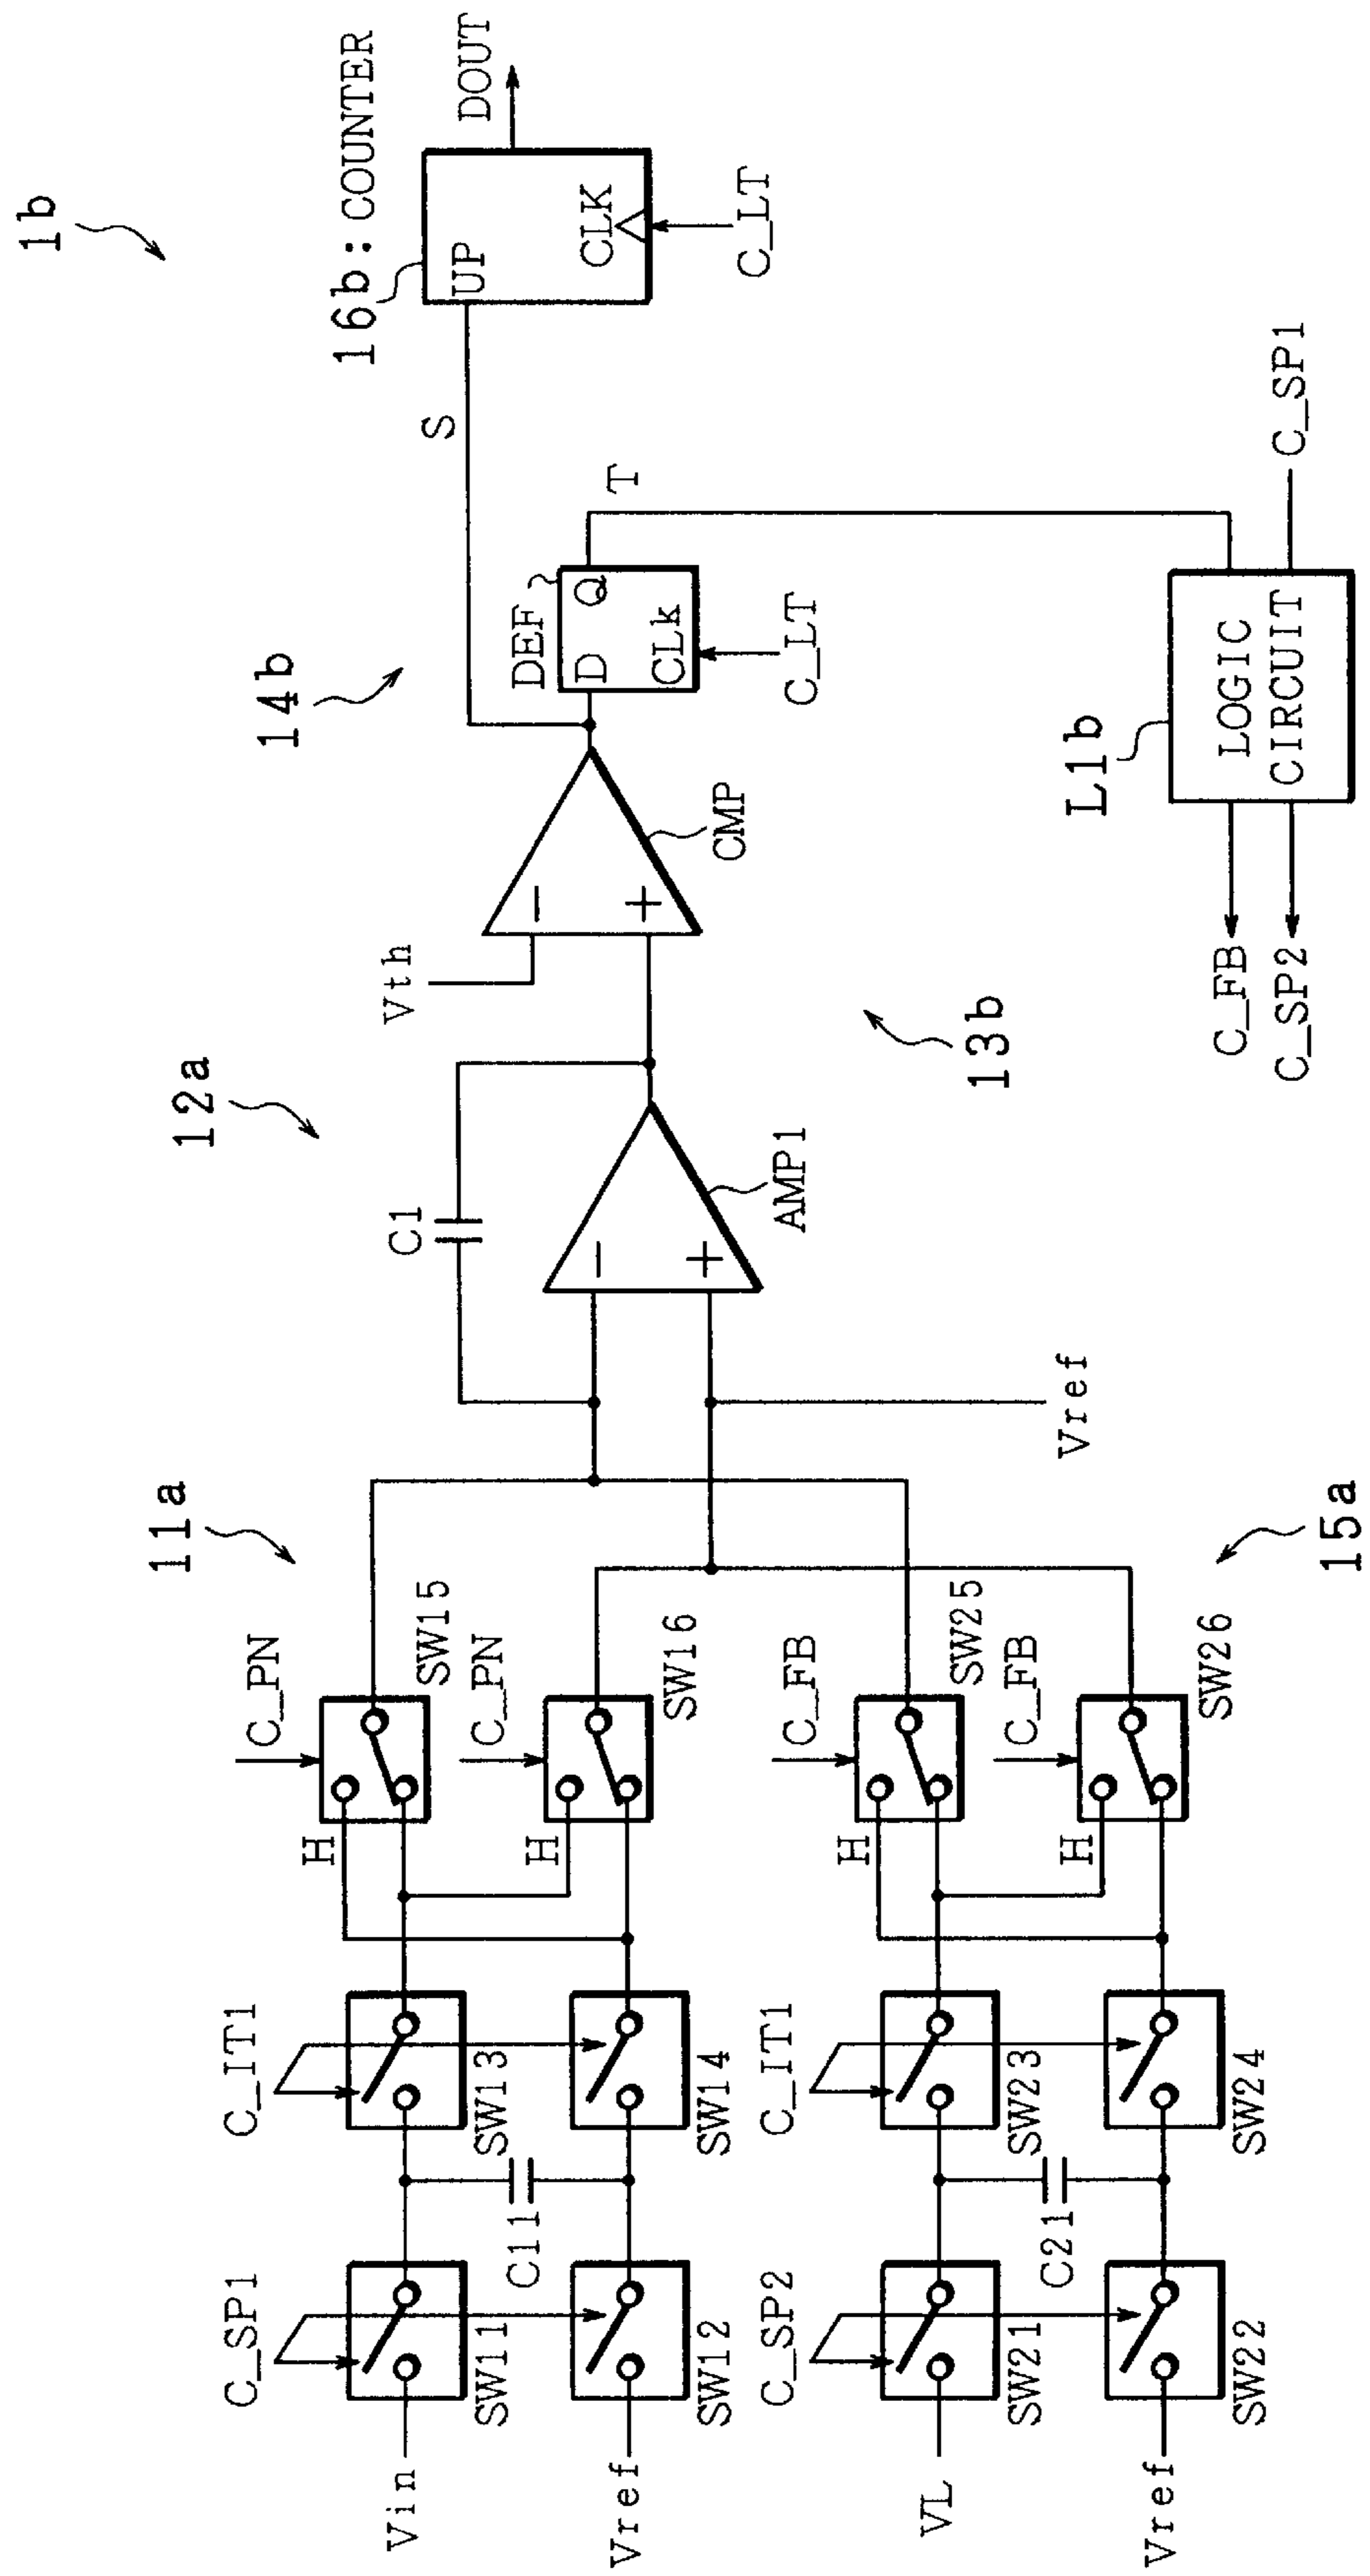 1b
11a
12a
14b
16b:COUNTER
C_SP1
C_IT1
C_PN
C1
Vth
S
UP
DOUT
CLK
C_LT
Vin
SW11
SW13
H
SW15
C11
C_PN
H
Vref
SW12
SW14
SW16
AMP1
CMP
DEF
D
Q
CLk
C_LT
T
13b
C_SP2
C_IT1
C_FB
VL
SW21
SW23
H
SW25
C21
C_FB
H
Vref
Vref
SW22
SW24
SW26
15a
L1b
LOGIC
CIRCUIT
C_FB
C_SP2
C_SP1